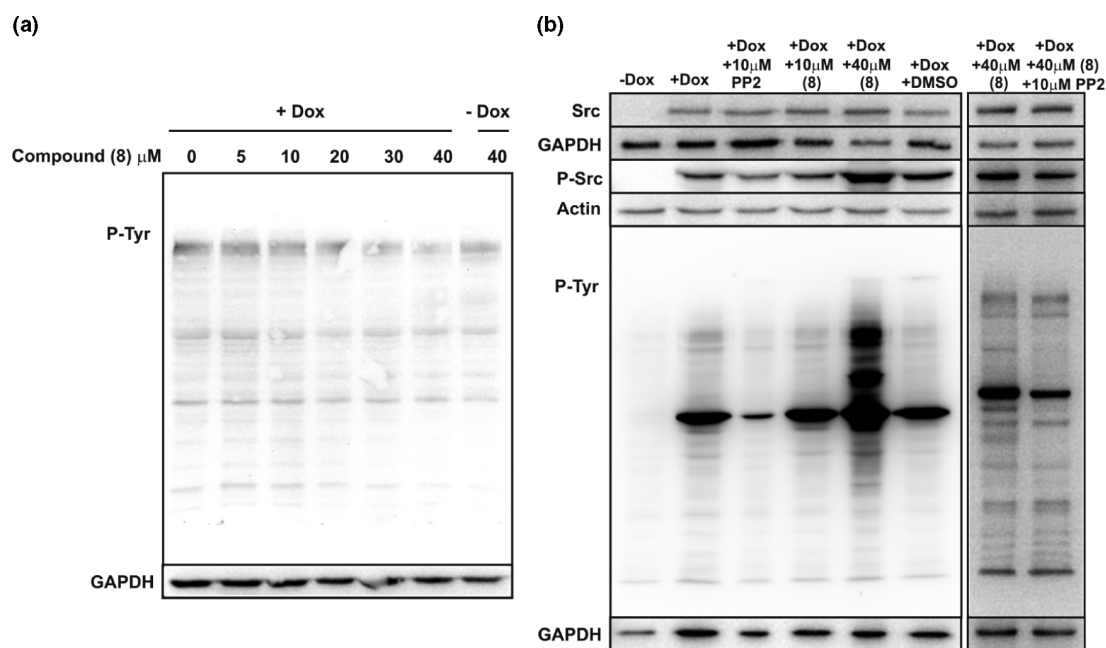 (a)
+ Dox
- Dox
Compound (8) µM 0 5 10 20 30 40 40
P-Tyr
GAPDH
(b)
+Dox +Dox +Dox +Dox +Dox
+10µM +10µM +40µM +Dox +40µM +40µM (8)
-Dox +Dox PP2 (8) (8) +DMSO (8) +10µM PP2
Src
GAPDH
P-Src
Actin
P-Tyr
GAPDH